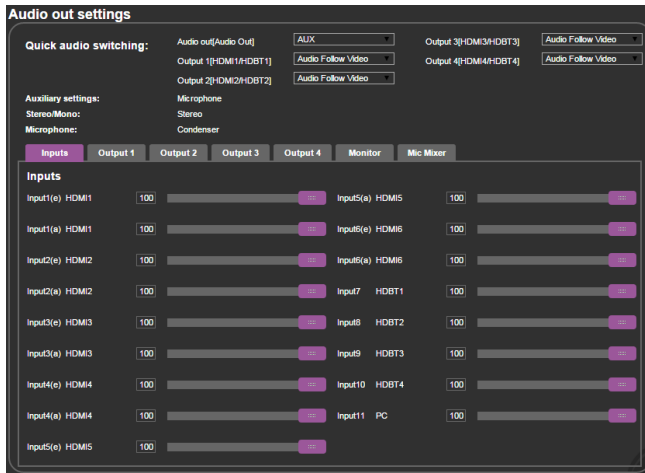 Audio out settings
Quick audio switching:
Audio out[Audio Out] AUX
Output 3[HDMI3/HDBT3] Audio Follow Video
Output 1[HDMI1/HDBT1] Audio Follow Video
Output 4[HDMI4/HDBT4] Audio Follow Video
Output 2[HDMI2/HDBT2] Audio Follow Video
Auxiliary settings: Microphone
Stereo/Mono: Stereo
Microphone: Condenser
Inputs Output 1 Output 2 Output 3 Output 4 Monitor Mic Mixer
Inputs
Input1(e) HDMI1 100 Input5(a) HDMI5 100
Input1(a) HDMI1 100 Input6(e) HDMI6 100
Input2(e) HDMI2 100 Input6(a) HDMI6 100
Input2(a) HDMI2 100 Input7 HDBT1 100
Input3(e) HDMI3 100 Input8 HDBT2 100
Input3(a) HDMI3 100 Input9 HDBT3 100
Input4(e) HDMI4 100 Input10 HDBT4 100
Input4(a) HDMI4 100 Input11 PC 100
Input5(e) HDMI5 100